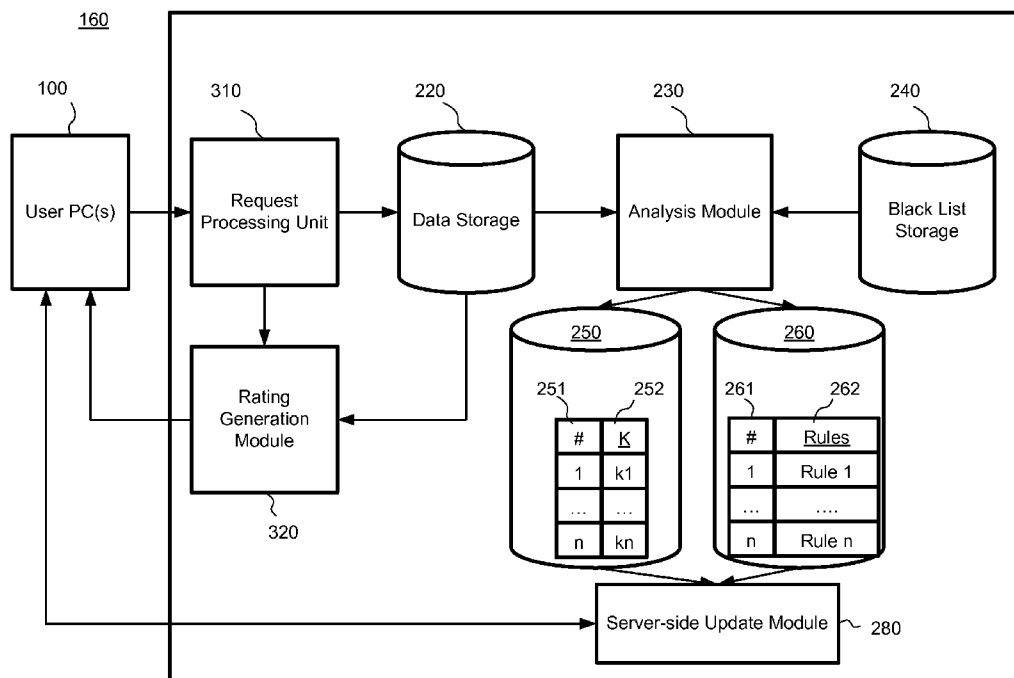 160
100
310
220
230
240
User PC(s)
Request
Processing Unit
Data Storage
Analysis Module
Black List
Storage
250
260
251
252
261
262
Rating
Generation
Module
# K
1 k1
... ...
n kn
# Rules
1 Rule 1
... ....
n Rule n
320
Server-side Update Module
280